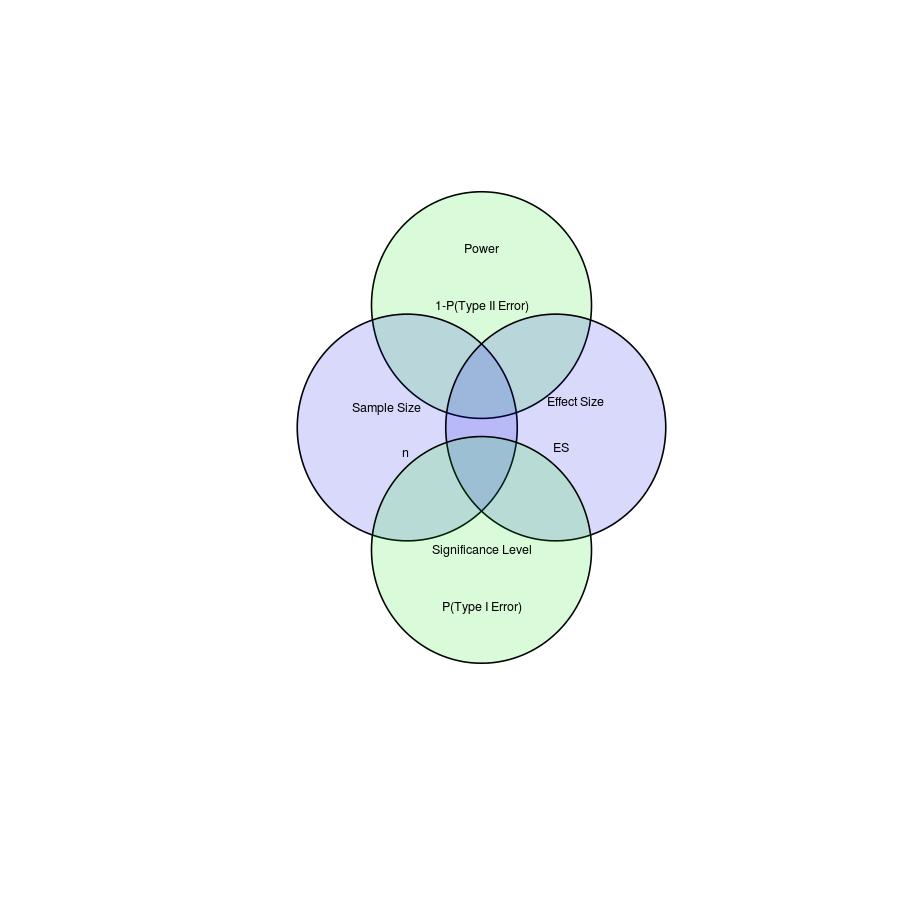 Power
1-P(Type II Error)
Sample Size
n
Effect Size
ES
Significance Level
P(Type I Error)